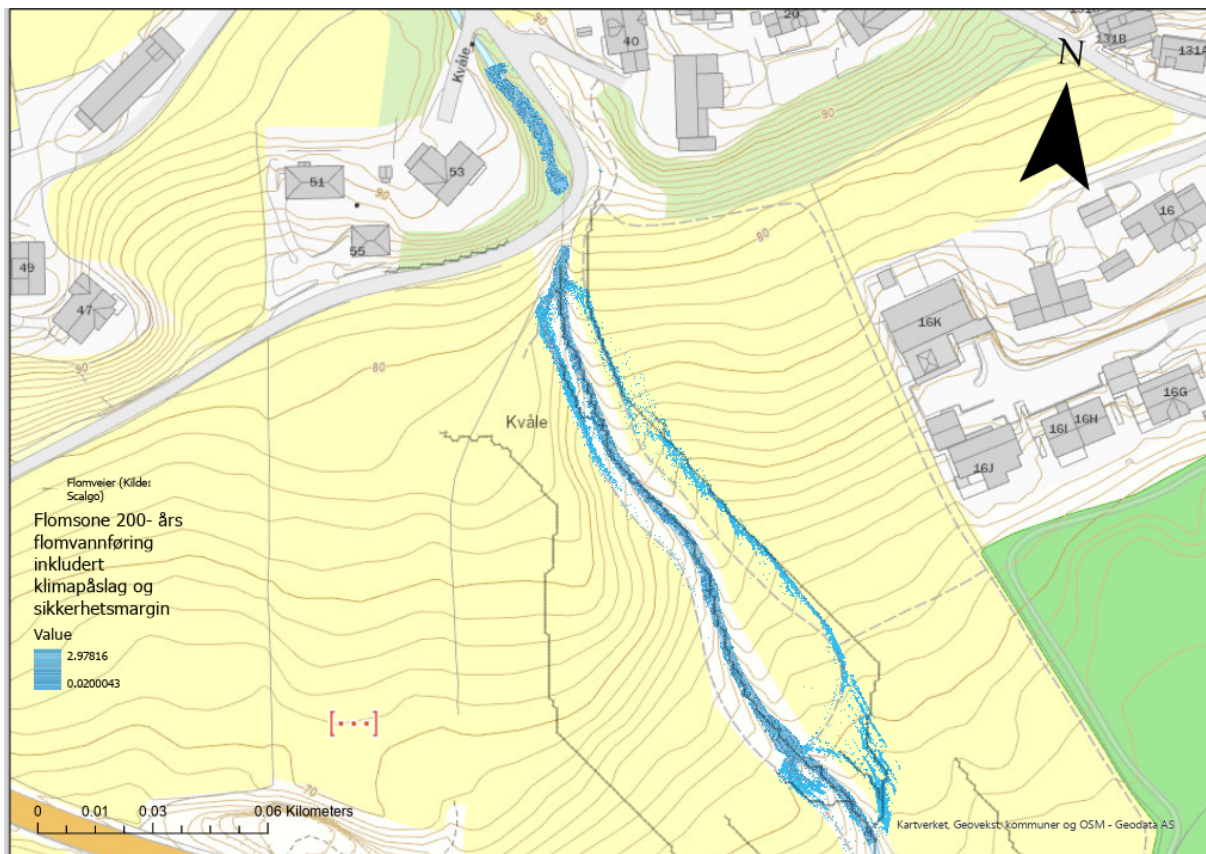 90
20
131B
131A
40
Kvåle
N
90
51
53
90
55
49
47
90
80
16
16K
80
Kvåle
16G
16H
16I
16J
Flomveier (Kilde:
Scalgo)
Flomsone 200- års
flomvannføring
inkludert
klimapåslag og
sikkerhetsmargin
Value
2.97816
0.0200043
70
0 0.01 0.03 0.06 Kilometers
Kartverket, Geovekst, kommuner og OSM - Geodata AS